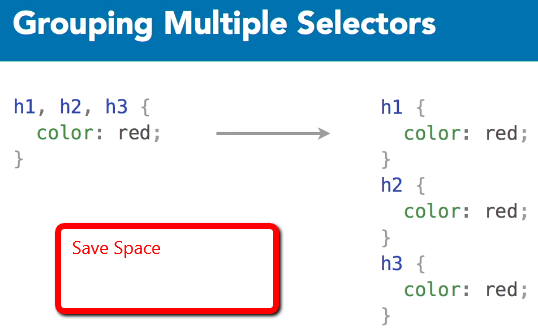 Grouping Multiple Selectors
h1, h2, h3 {
  color: red;
}
Save Space
h1 {
  color: red;
}
h2 {
  color: red;
}
h3 {
  color: red;
}